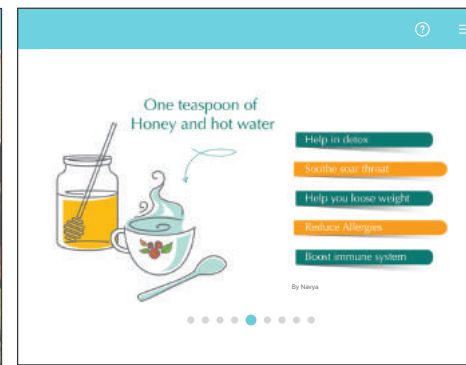 One teaspoon of
Honey and hot water
Help in detox
Soothe soar throat
Help you loose weight
Reduce Allergies
Boost immune system
By Navya